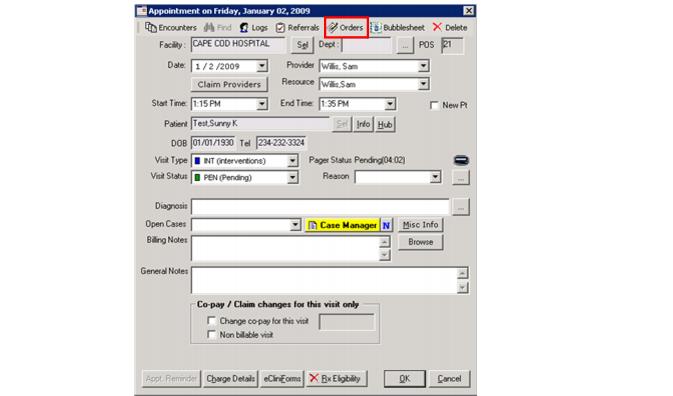 Appointment on Friday, January 02, 2009
Encounters Find Logs Referrals Orders Bubblesheet Delete
Facility : CAPE COD HOSPITAL Sel Dept : ... POS 21
Date: 1 / 2 /2009 Provider Willis, Sam
Claim Providers Resource Willis,Sam
Start Time: 1:15 PM End Time: 1:35 PM New Pt
Patient Test,Sunny K Sel Info Hub
DOB 01/01/1930 Tel 234-232-3324
Visit Type INT (interventions) Pager Status Pending(04:02)
Visit Status PEN (Pending) Reason ...
Diagnosis ...
Open Cases Case Manager N Misc Info
Billing Notes Browse
General Notes
Co-pay / Claim changes for this visit only
Change co-pay for this visit
Non billable visit
Appt. Reminder Charge Details eCliniForms Rx Eligibility OK Cancel